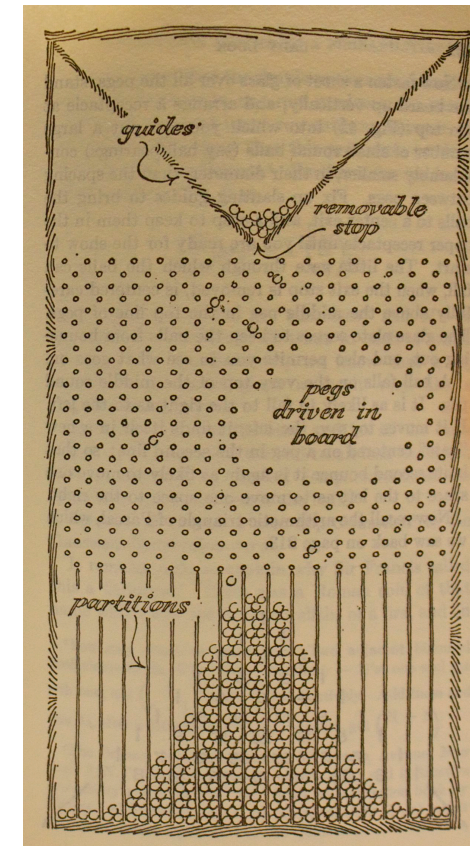 guides
removable
stop
pegs
driven in
board
partitions